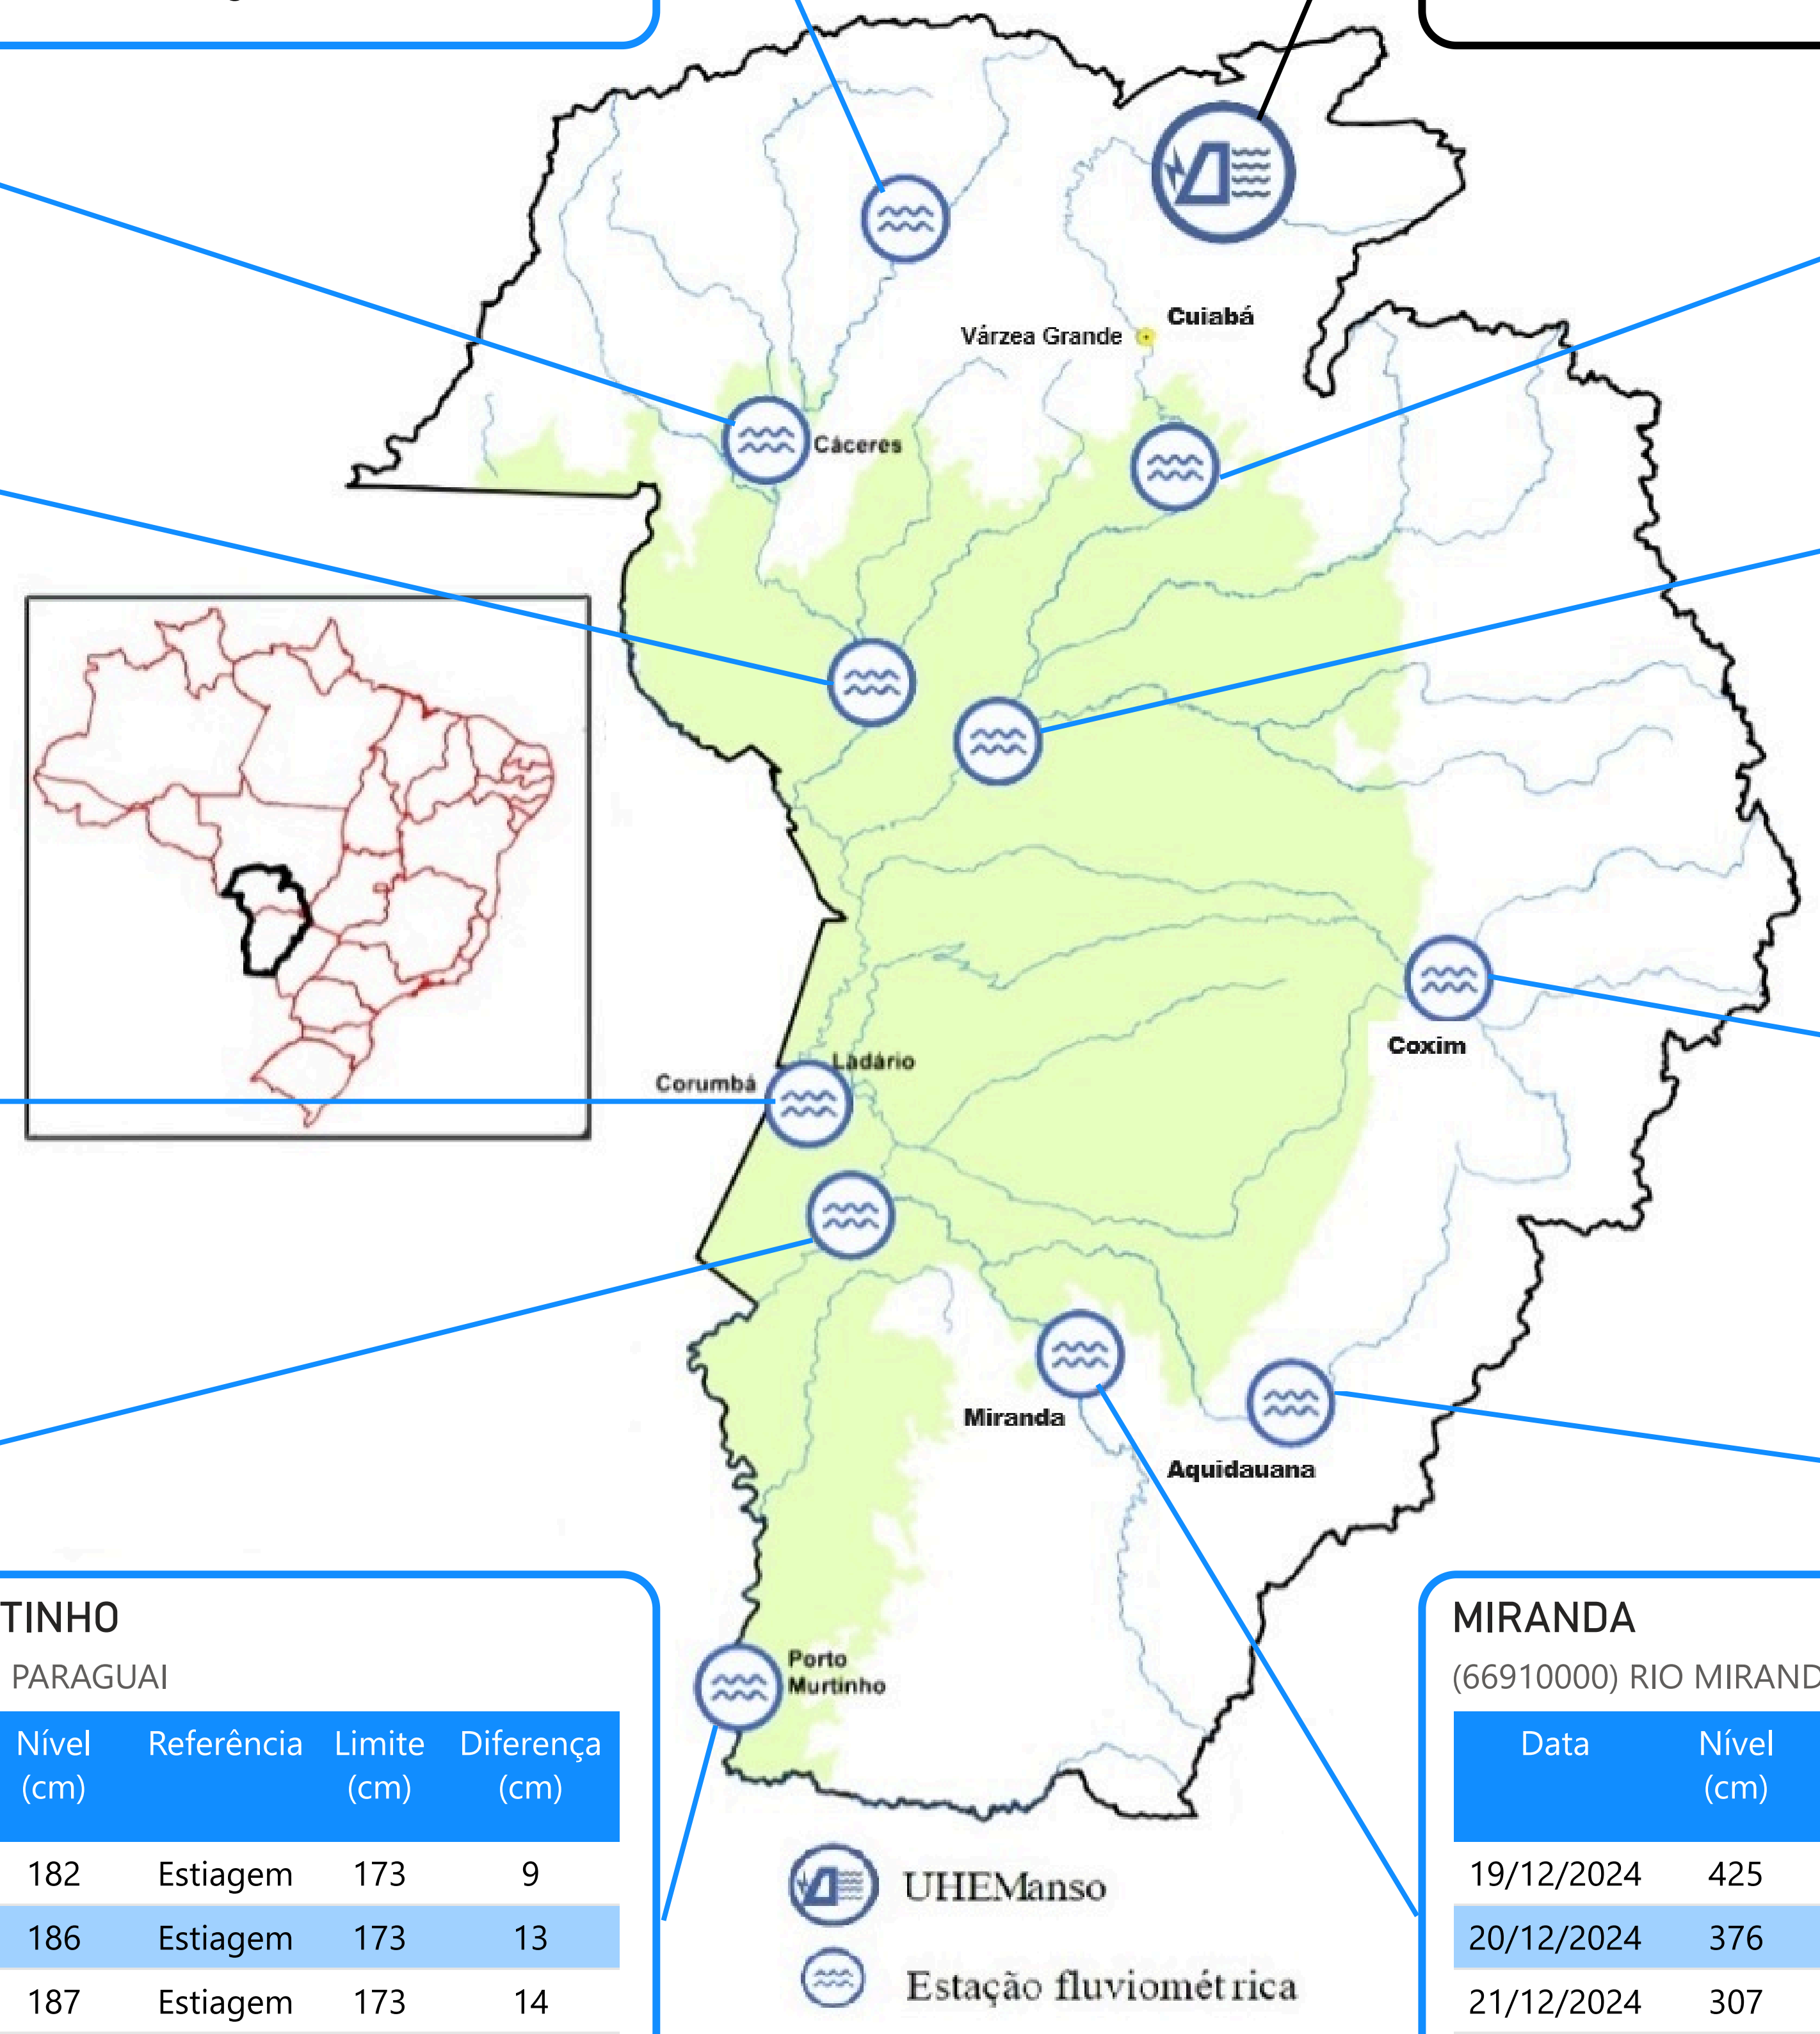 Cuiabá
Várzea Grande
Cáceres
Coxim
Ladário
Corumbá
Miranda
Aquidauana
Porto
Murtinho
TINHO
PARAGUAI
Nível (cm) Referência Limite (cm) Diferença (cm)
182 Estiagem 173 9
186 Estiagem 173 13
187 Estiagem 173 14
UHEManso
Estação fluviométrica
MIRANDA
(66910000) RIO MIRAND
Data Nível (cm)
19/12/2024 425
20/12/2024 376
21/12/2024 307